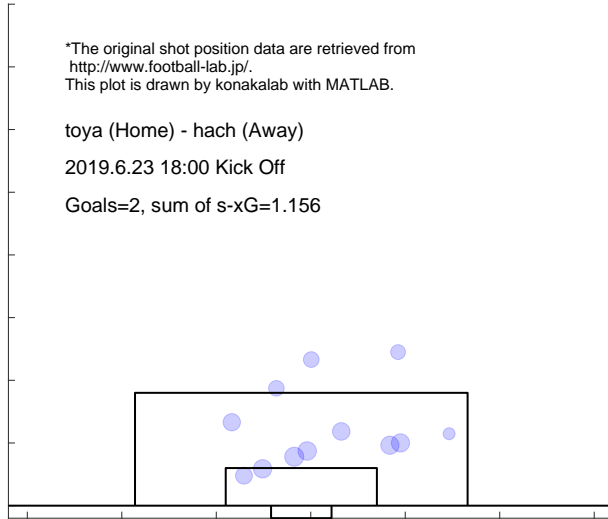 *The original shot position data are retrieved from
http://www.football-lab.jp/.
This plot is drawn by konakalab with MATLAB.
toya (Home) - hach (Away)
2019.6.23 18:00 Kick Off
Goals=2, sum of s-xG=1.156